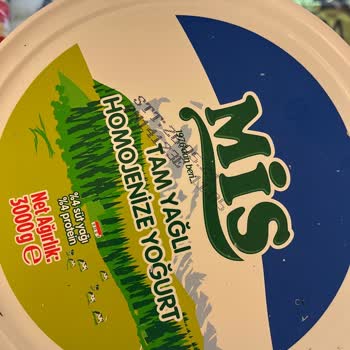 MİS
TAM YAĞLI
HOMOJENİZE YOĞURT
%4 süt yağı
%4 protein
Net Ağırlık:
3000g e